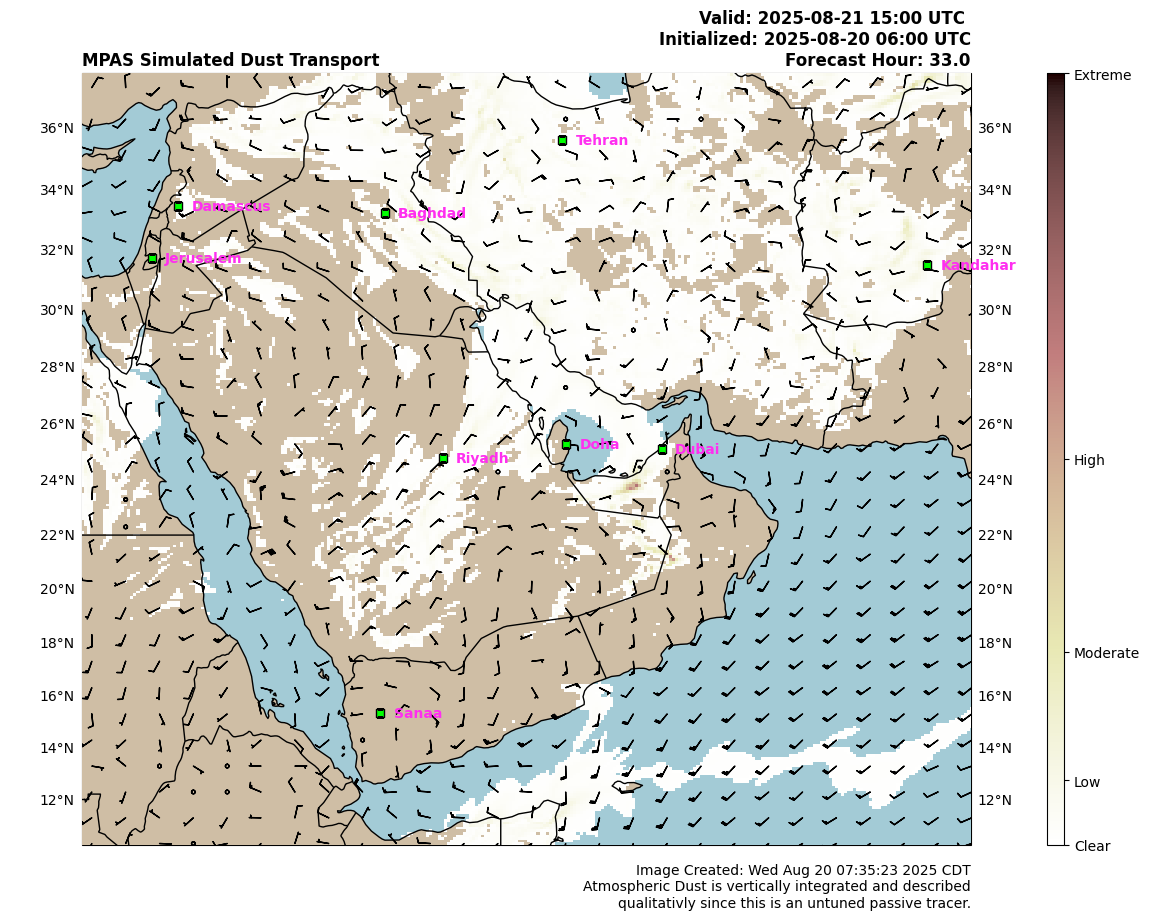 Valid: 2025-08-21 15:00 UTC
Initialized: 2025-08-20 06:00 UTC
MPAS Simulated Dust Transport
Forecast Hour: 33.0
Extreme
36°N
36°N
Tehran
34°N
34°N
Damascus
Baghdad
32°N
32°N
Jerusalem
Kandahar
30°N
30°N
28°N
28°N
26°N
26°N
Doha
Dubai
Riyadh
High
24°N
24°N
22°N
22°N
20°N
20°N
18°N
18°N
Moderate
16°N
16°N
Sanaa
14°N
14°N
Low
12°N
12°N
Clear
Image Created: Wed Aug 20 07:35:23 2025 CDT
Atmospheric Dust is vertically integrated and described
qualitativly since this is an untuned passive tracer.